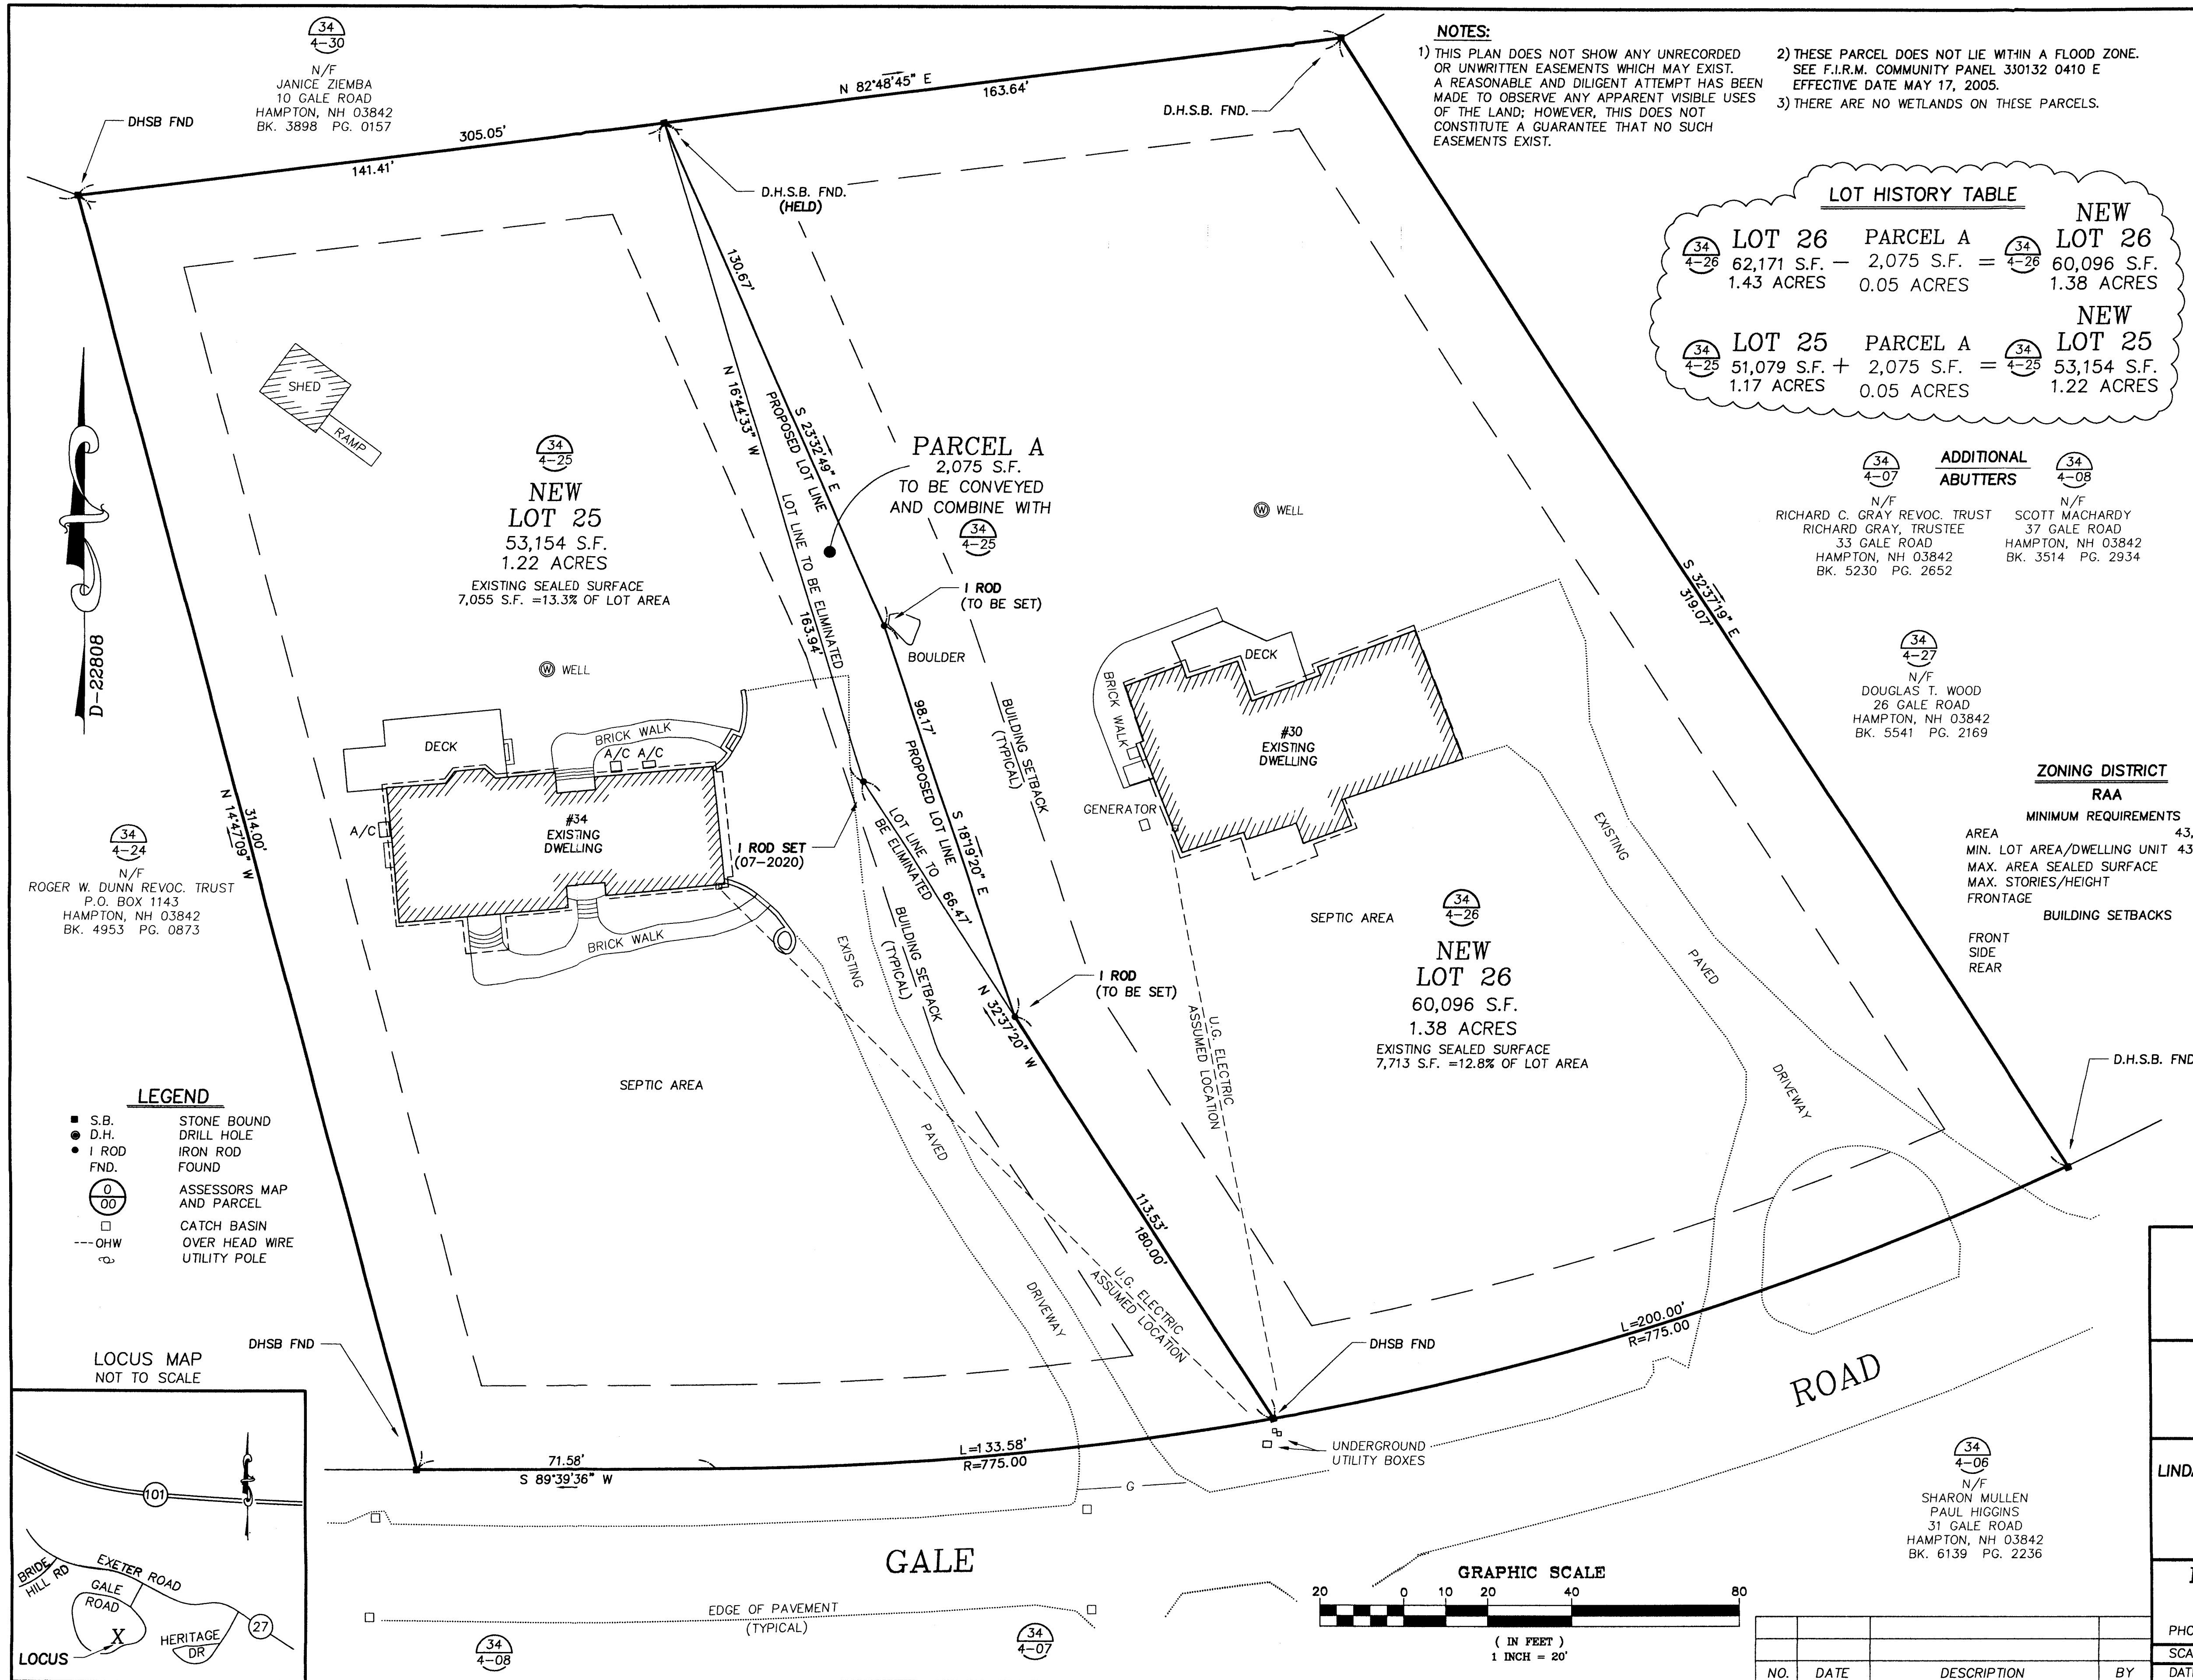 34
4-30
N/F
JANICE ZIEMBA
10 GALE ROAD
HAMPTON, NH 03842
BK. 3898 PG. 0157
DHSB FND
305.05'
141.41'
N 82°48'45" E
163.64'
D.H.S.B. FND.
D.H.S.B. FND.
(HELD)
NOTES:
1) THIS PLAN DOES NOT SHOW ANY UNRECORDED
OR UNWRITTEN EASEMENTS WHICH MAY EXIST.
A REASONABLE AND DILIGENT ATTEMPT HAS BEEN
MADE TO OBSERVE ANY APPARENT VISIBLE USES
OF THE LAND; HOWEVER, THIS DOES NOT
CONSTITUTE A GUARANTEE THAT NO SUCH
EASEMENTS EXIST.
2) THESE PARCEL DOES NOT LIE WITHIN A FLOOD ZONE.
SEE F.I.R.M. COMMUNITY PANEL 330132 0410 E
EFFECTIVE DATE MAY 17, 2005.
3) THERE ARE NO WETLANDS ON THESE PARCELS.
LOT HISTORY TABLE
NEW
34 4-26 LOT 26 PARCEL A 34 4-26 LOT 26
62,171 S.F. − 2,075 S.F. = 60,096 S.F.
1.43 ACRES 0.05 ACRES 1.38 ACRES
NEW
34 4-25 LOT 25 PARCEL A 34 4-25 LOT 25
51,079 S.F. + 2,075 S.F. = 53,154 S.F.
1.17 ACRES 0.05 ACRES 1.22 ACRES
ADDITIONAL
ABUTTERS
34
4-07
N/F
RICHARD C. GRAY REVOC. TRUST
RICHARD GRAY, TRUSTEE
33 GALE ROAD
HAMPTON, NH 03842
BK. 5230 PG. 2652
34
4-08
N/F
SCOTT MACHARDY
37 GALE ROAD
HAMPTON, NH 03842
BK. 3514 PG. 2934
34
4-27
N/F
DOUGLAS T. WOOD
26 GALE ROAD
HAMPTON, NH 03842
BK. 5541 PG. 2169
ZONING DISTRICT
RAA
MINIMUM REQUIREMENTS
AREA 43,
MIN. LOT AREA/DWELLING UNIT 43
MAX. AREA SEALED SURFACE
MAX. STORIES/HEIGHT
FRONTAGE
BUILDING SETBACKS
FRONT
SIDE
REAR
D.H.S.B. FND
D-22808
SHED
RAMP
34
4-25
NEW
LOT 25
53,154 S.F.
1.22 ACRES
EXISTING SEALED SURFACE
7,055 S.F. =13.3% OF LOT AREA
WELL
130.67'
S 23°32'49" E
PROPOSED LOT LINE
N 16°44'33" W
LOT LINE TO BE ELIMINATED
163.94'
PARCEL A
2,075 S.F.
TO BE CONVEYED
AND COMBINE WITH
34
4-25
I ROD
(TO BE SET)
BOULDER
WELL
S 32°37'19" E
319.07'
DECK
BRICK WALK
A/C A/C
A/C
#34
EXISTING
DWELLING
BRICK WALK
I ROD SET
(07-2020)
98.17'
PROPOSED LOT LINE
S 18°19'20" E
BUILDING SETBACK
(TYPICAL)
LOT LINE TO
BE ELIMINATED
66.47'
BUILDING SETBACK
(TYPICAL)
DECK
BRICK WALK
#30
EXISTING
DWELLING
GENERATOR
EXISTING
PAVED
DRIVEWAY
SEPTIC AREA
34
4-26
NEW
LOT 26
60,096 S.F.
1.38 ACRES
EXISTING SEALED SURFACE
7,713 S.F. =12.8% OF LOT AREA
N 14°47'09" W
314.00'
34
4-24
N/F
ROGER W. DUNN REVOC. TRUST
P.O. BOX 1143
HAMPTON, NH 03842
BK. 4953 PG. 0873
EXISTING
PAVED
DRIVEWAY
SEPTIC AREA
I ROD
(TO BE SET)
N 32°37'20" W
113.53'
180.00'
U.G. ELECTRIC
ASSUMED LOCATION
U.G. ELECTRIC
ASSUMED LOCATION
LEGEND
S.B. STONE BOUND
D.H. DRILL HOLE
I ROD IRON ROD
FND. FOUND
0
00
ASSESSORS MAP
AND PARCEL
CATCH BASIN
---OHW OVER HEAD WIRE
UTILITY POLE
DHSB FND
DHSB FND
L=200.00'
R=775.00
L=133.58'
R=775.00
71.58'
S 89°39'36" W
UNDERGROUND
UTILITY BOXES
G
GALE
ROAD
EDGE OF PAVEMENT
(TYPICAL)
34
4-08
34
4-07
34
4-06
N/F
SHARON MULLEN
PAUL HIGGINS
31 GALE ROAD
HAMPTON, NH 03842
BK. 6139 PG. 2236
LOCUS MAP
NOT TO SCALE
101
BRIDE
HILL RD
EXETER ROAD
GALE
ROAD
X
HERITAGE
DR
27
LOCUS
GRAPHIC SCALE
20 0 10 20 40 80
( IN FEET )
1 INCH = 20'
NO. DATE DESCRIPTION BY
LIND
PHO
SCA
DAT